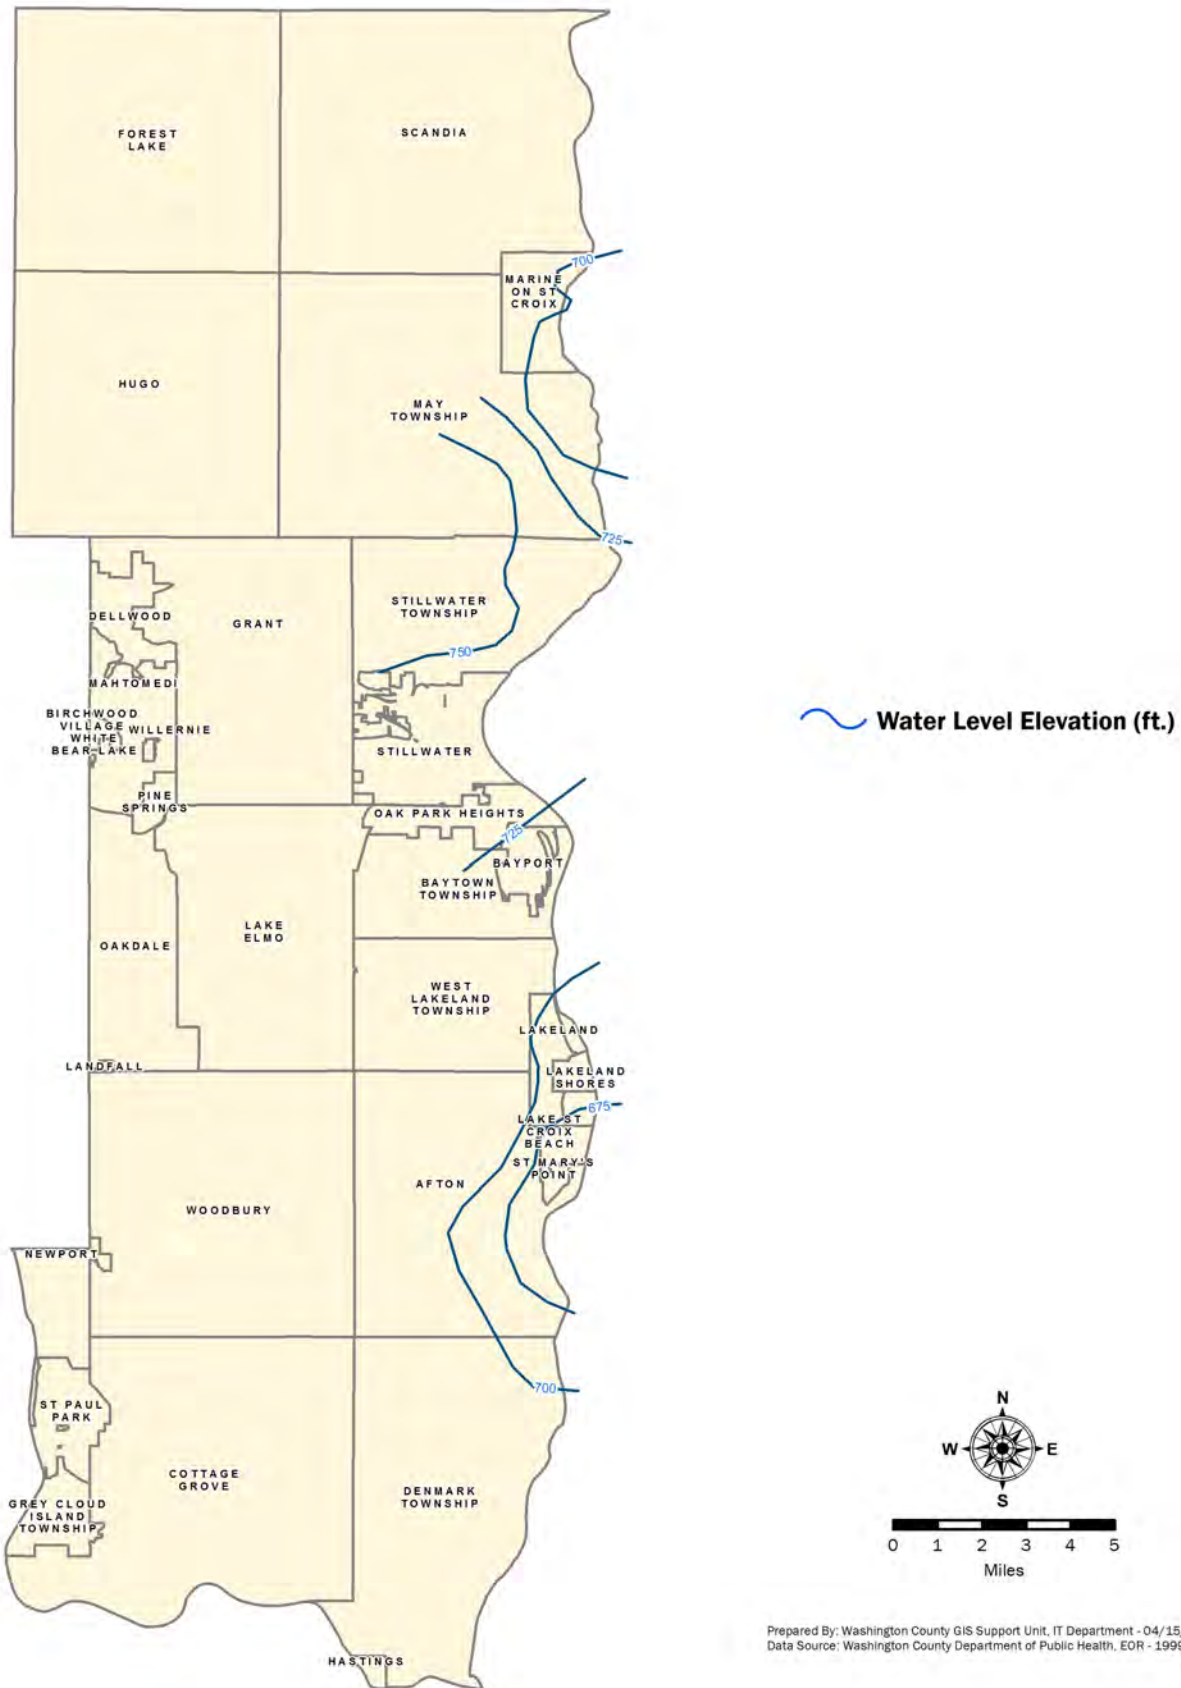 FOREST
LAKE
SCANDIA
700
MARINE
ON ST
CROIX
HUGO
MAY
TOWNSHIP
725
DELLWOOD
GRANT
STILLWATER
TOWNSHIP
750
MAHTOMEDI
BIRCHWOOD
VILLAGE
WHITE
BEAR LAKE
WILLERNIE
STILLWATER
Water Level Elevation (ft.)
PINE
SPRINGS
OAK PARK HEIGHTS
725
BAYPORT
BAYTOWN
TOWNSHIP
LAKE
ELMO
OAKDALE
WEST
LAKELAND
TOWNSHIP
LAKELAND
LANDFALL
LAKELAND
SHORES
675
LAKE ST
CROIX
BEACH
ST MARY'S
POINT
AFTON
WOODBURY
NEWPORT
700
ST PAUL
PARK
COTTAGE
GROVE
DENMARK
TOWNSHIP
GREY CLOUD
ISLAND
TOWNSHIP
HASTINGS
N
W E
S
0 1 2 3 4 5
Miles
Prepared By: Washington County GIS Support Unit, IT Department - 04/15/
Data Source: Washington County Department of Public Health, EOR - 1999